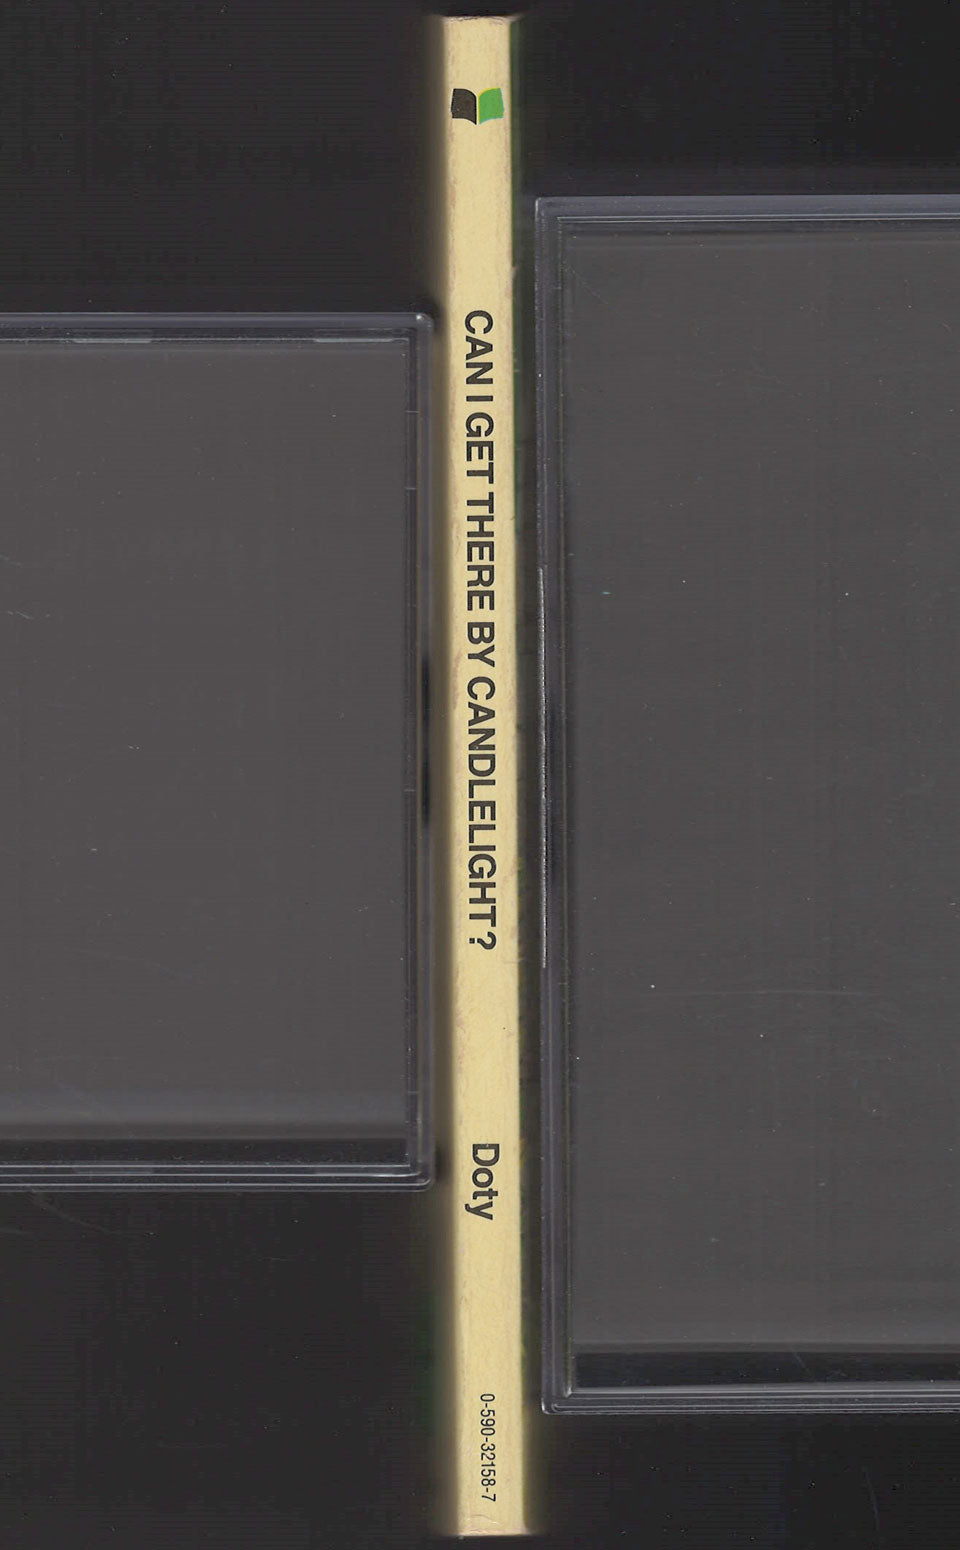 CAN I GET THERE BY CANDLELIGHT?
Doty
0-590-32158-7